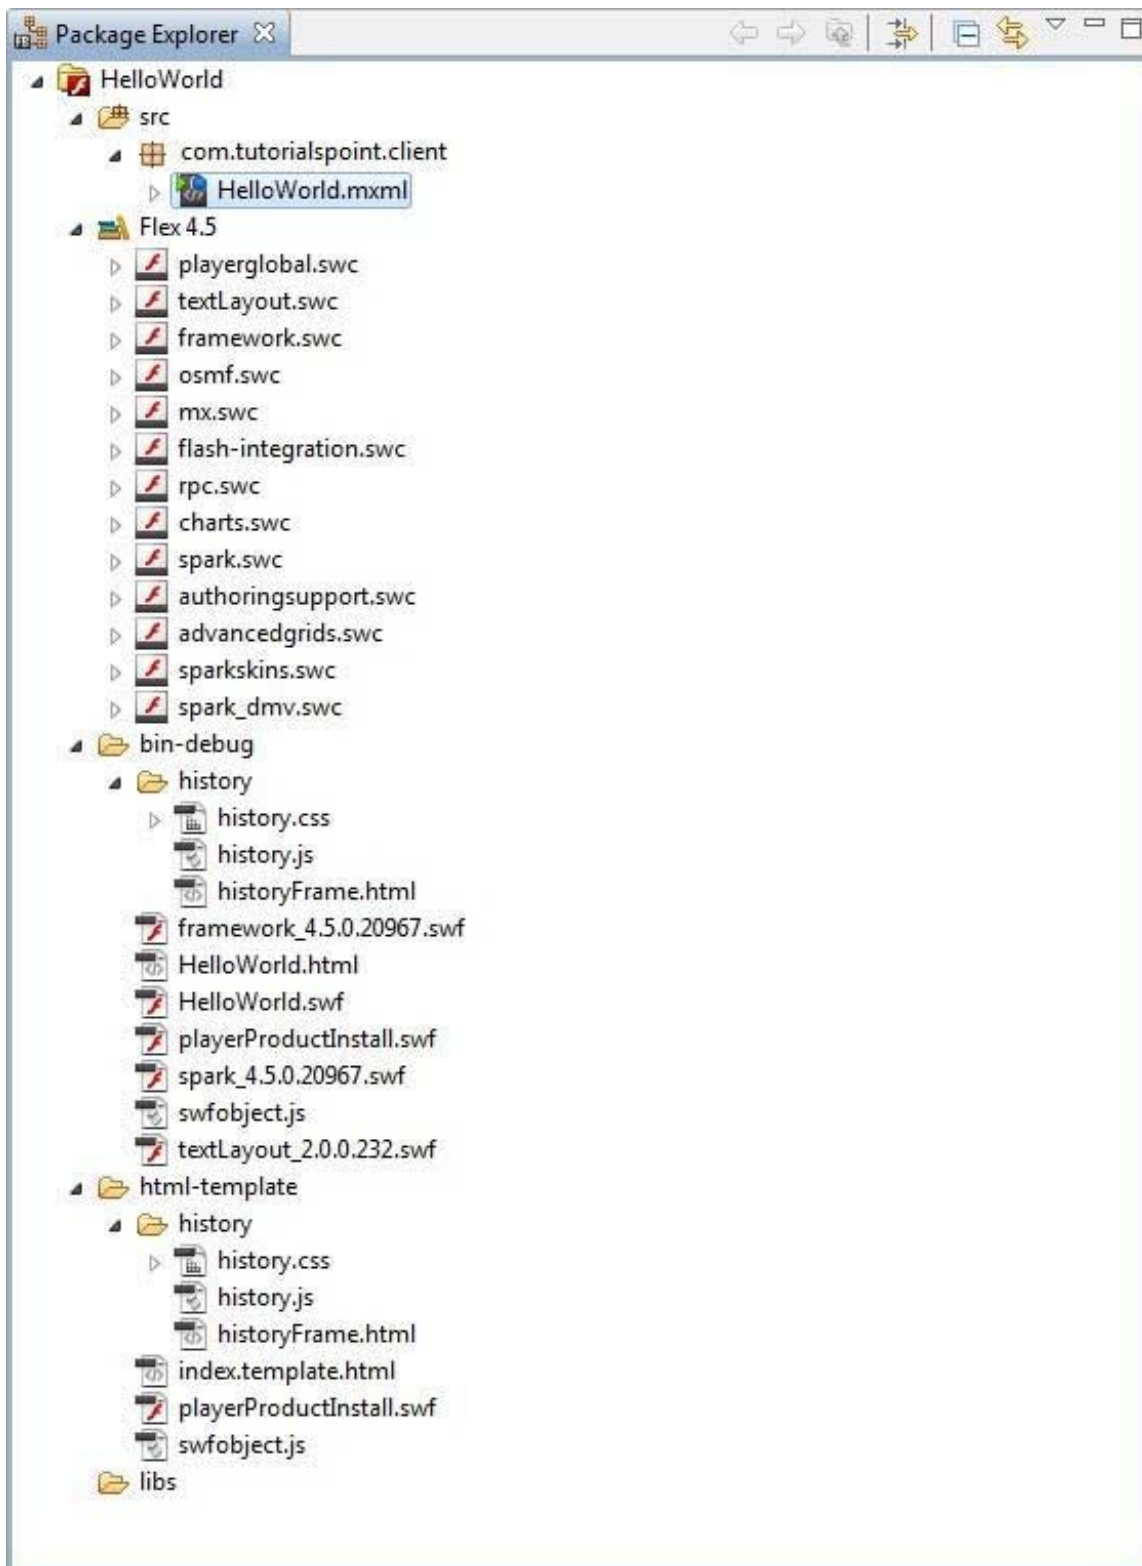 Package Explorer
HelloWorld
src
com.tutorialspoint.client
HelloWorld.mxml
Flex 4.5
playerglobal.swc
textLayout.swc
framework.swc
osmf.swc
mx.swc
flash-integration.swc
rpc.swc
charts.swc
spark.swc
authoringsupport.swc
advancedgrids.swc
sparkskins.swc
spark_dmv.swc
bin-debug
history
history.css
history.js
historyFrame.html
framework_4.5.0.20967.swf
HelloWorld.html
HelloWorld.swf
playerProductInstall.swf
spark_4.5.0.20967.swf
swfobject.js
textLayout_2.0.0.232.swf
html-template
history
history.css
history.js
historyFrame.html
index.template.html
playerProductInstall.swf
swfobject.js
libs